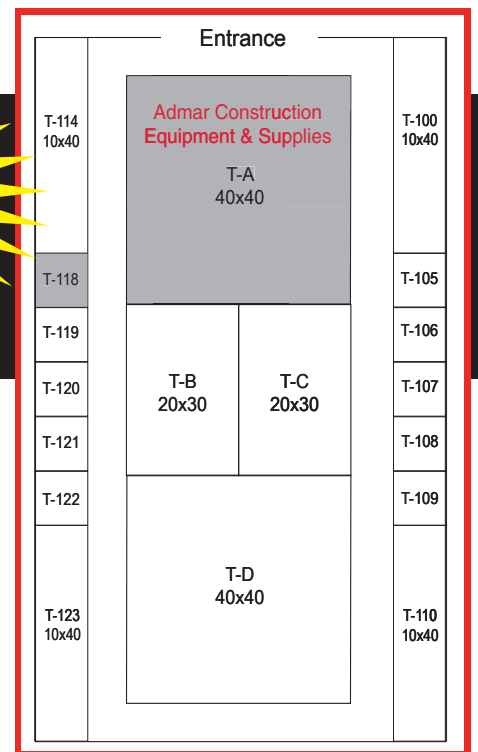 Entrance
T-114
10x40
Admar Construction
Equipment & Supplies
T-A
40x40
T-100
10x40
T-118
T-105
T-119
T-106
T-120
T-B
20x30
T-C
20x30
T-107
T-121
T-108
T-122
T-109
T-D
40x40
T-123
10x40
T-110
10x40